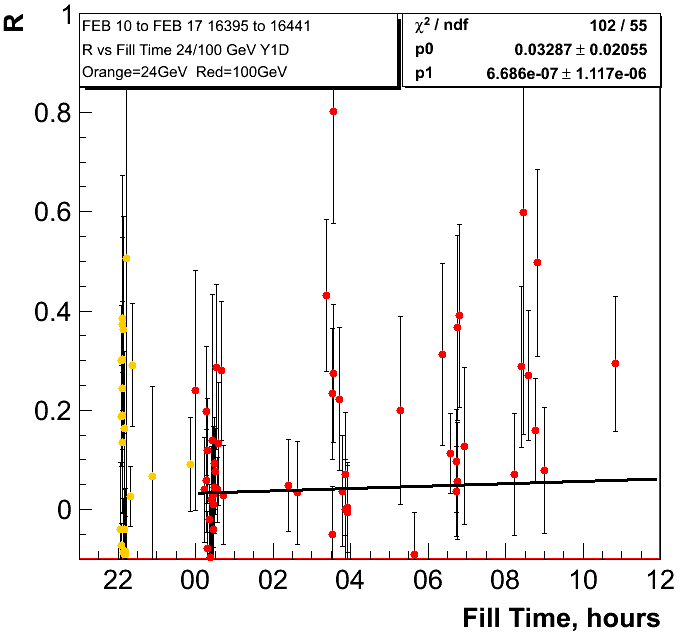 R
1
FEB 10 to FEB 17 16395 to 16441
R vs Fill Time 24/100 GeV Y1D
Orange=24GeV Red=100GeV
χ² / ndf 102 / 55
p0 0.03287 ± 0.02055
p1 6.686e-07 ± 1.117e-06
0.8
0.6
0.4
0.2
0
22 00 02 04 06 08 10 12
Fill Time, hours